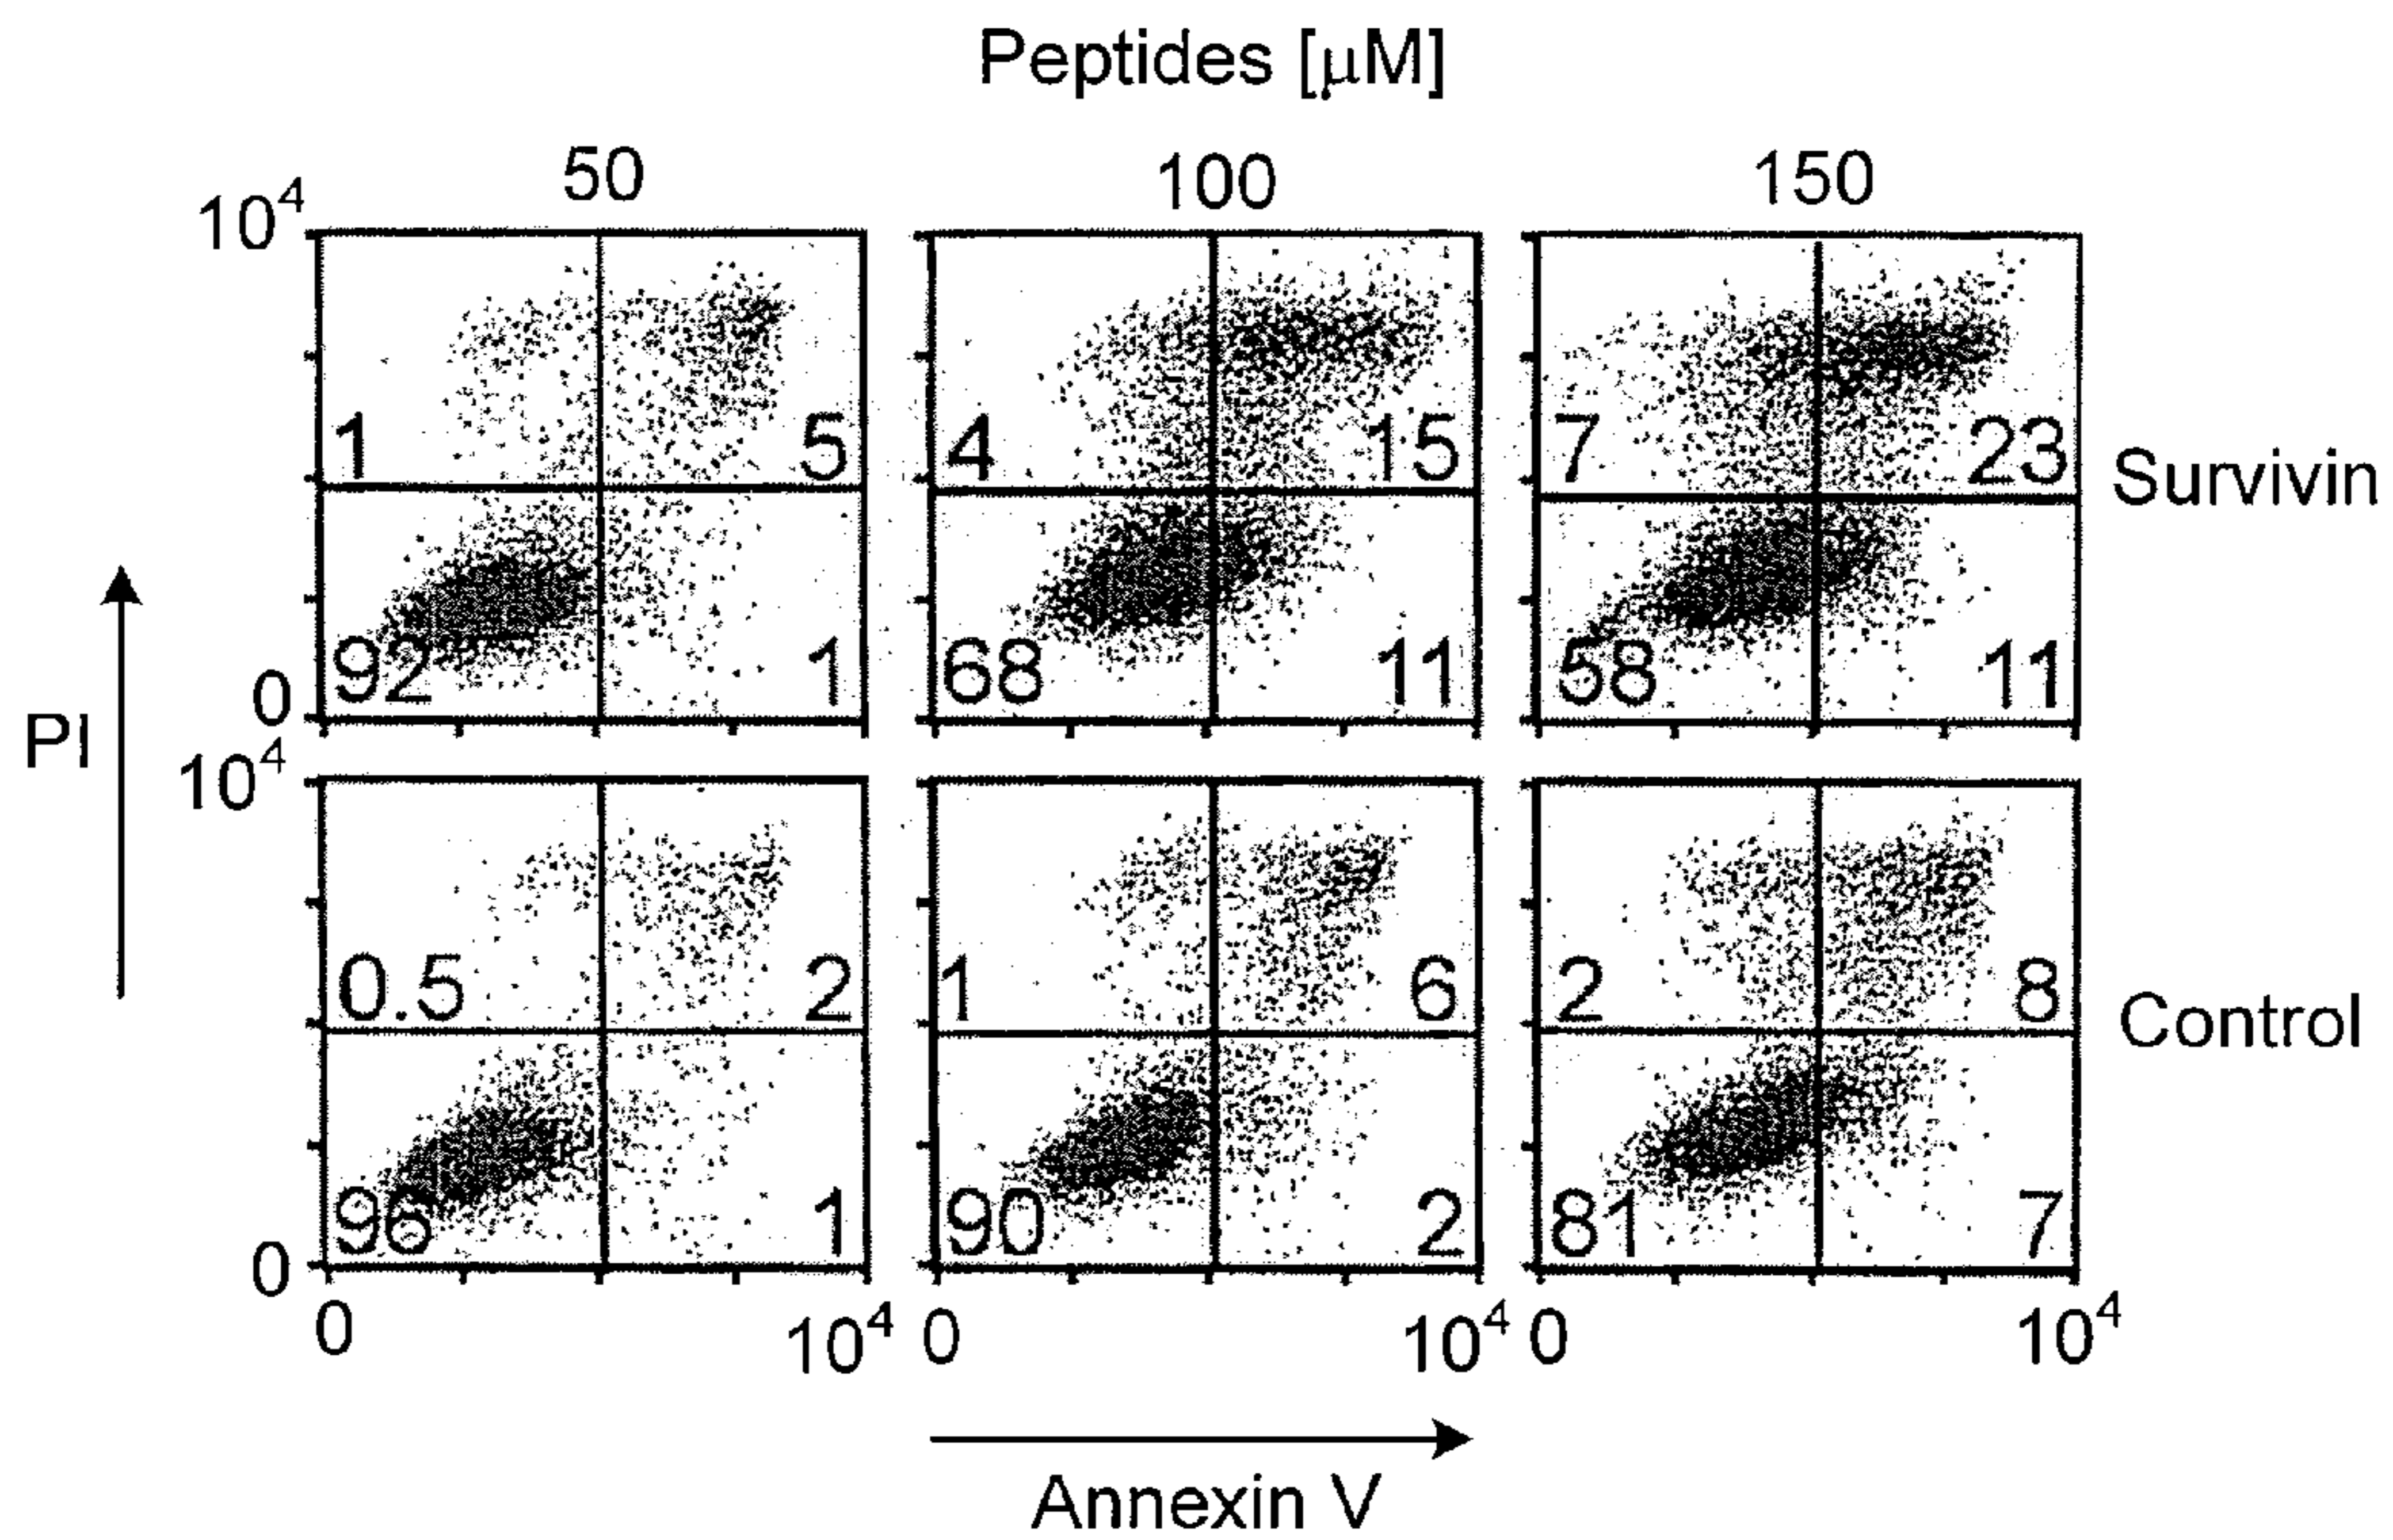 Peptides [μM]
50 100 150
10⁴
1 5 4 15 7 23
Survivin
92 1 68 11 58 11
0
PI
10⁴
0.5 2 1 6 2 8
Control
96 1 90 2 81 7
0
0 10⁴ 0 10⁴ 0 10⁴
Annexin V